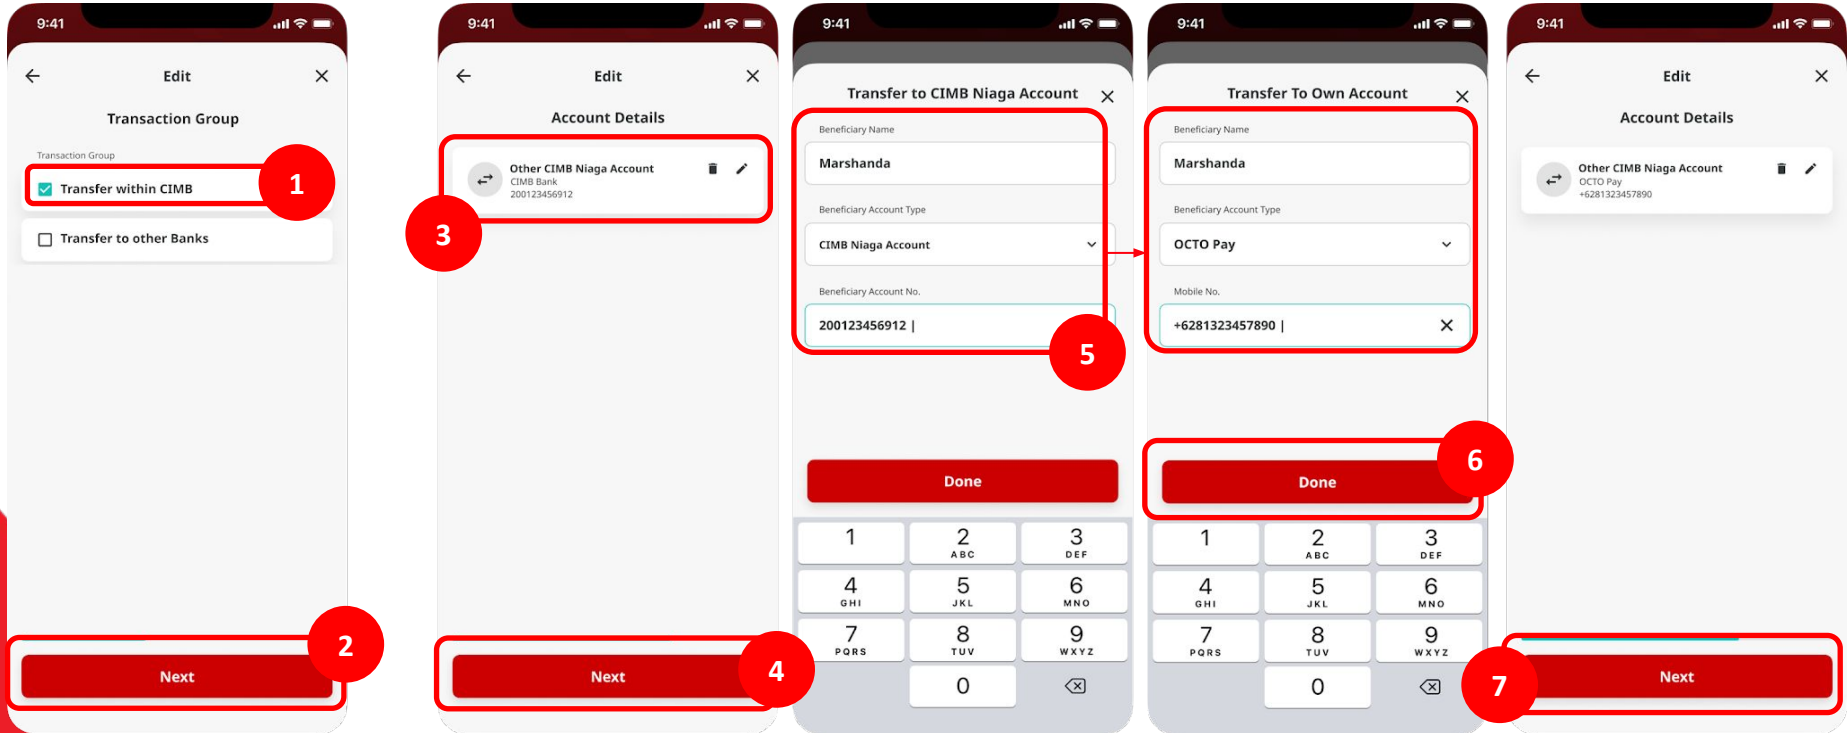 9:41
Edit
Transaction Group
Transaction Group
Transfer within CIMB
1
Transfer to other Banks
2
Next
9:41
Edit
Account Details
Other CIMB Niaga Account
CIMB Bank
200123456912
3
4
Next
9:41
Transfer to CIMB Niaga Account
Beneficiary Name
Marshanda
Beneficiary Account Type
CIMB Niaga Account
Beneficiary Account No.
200123456912 |
5
Done
1 2 3
ABC DEF
4 5 6
GHI JKL MNO
7 8 9
PQRS TUV WXYZ
0
9:41
Transfer To Own Account
Beneficiary Name
Marshanda
Beneficiary Account Type
OCTO Pay
Mobile No.
+6281323457890 |
6
Done
1 2 3
ABC DEF
4 5 6
GHI JKL MNO
7 8 9
PQRS TUV WXYZ
0
9:41
Edit
Account Details
Other CIMB Niaga Account
OCTO Pay
+6281323457890
7
Next